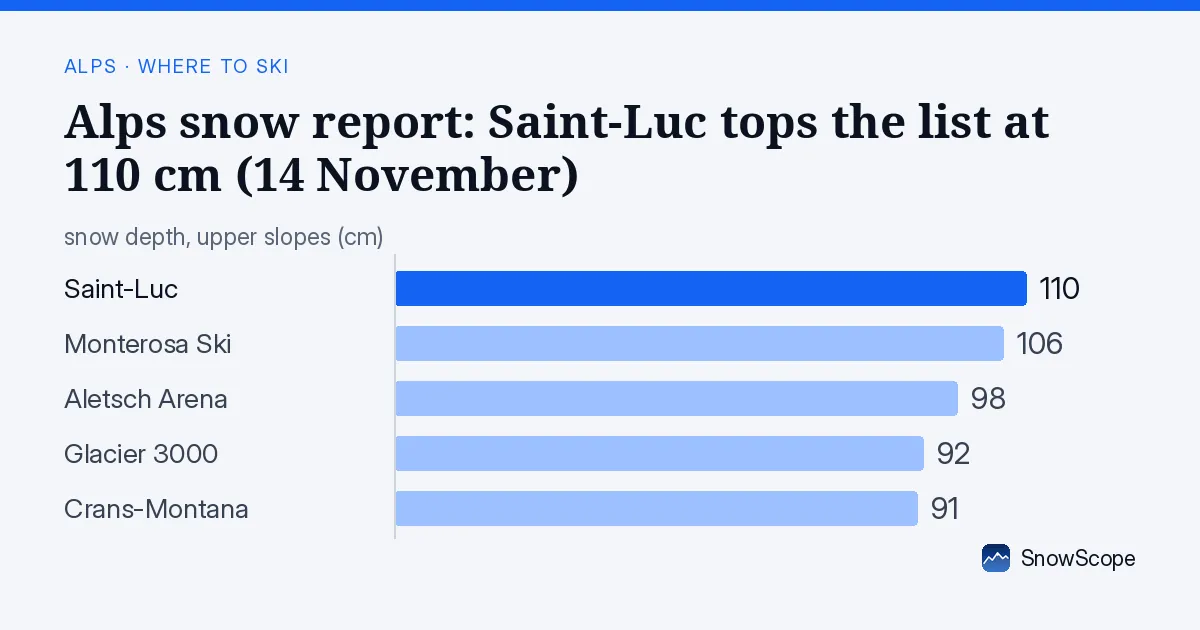 ALPS · WHERE TO SKI
Alps snow report: Saint-Luc tops the list at
110 cm (14 November)
snow depth, upper slopes (cm)
Saint-Luc 110
Monterosa Ski 106
Aletsch Arena 98
Glacier 3000 92
Crans-Montana 91
SnowScope